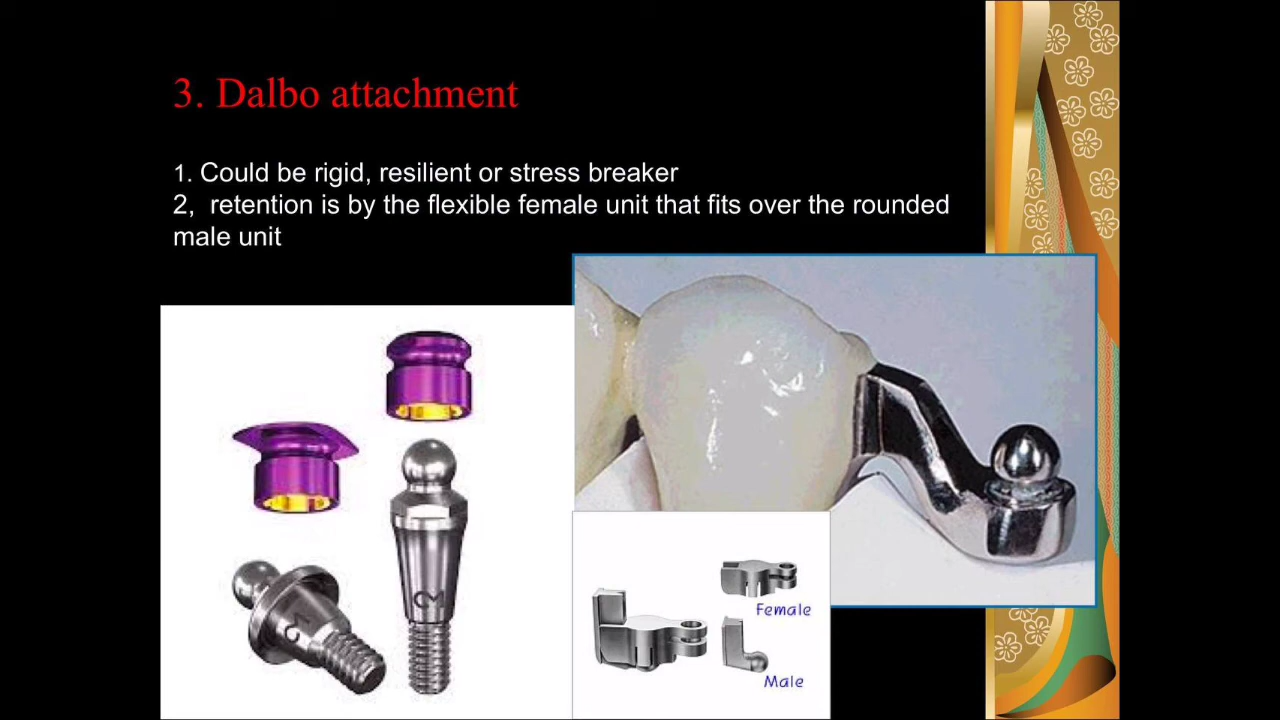 3. Dalbo attachment
1. Could be rigid, resilient or stress breaker
2,  retention is by the flexible female unit that fits over the rounded
male unit
2
Female
Male